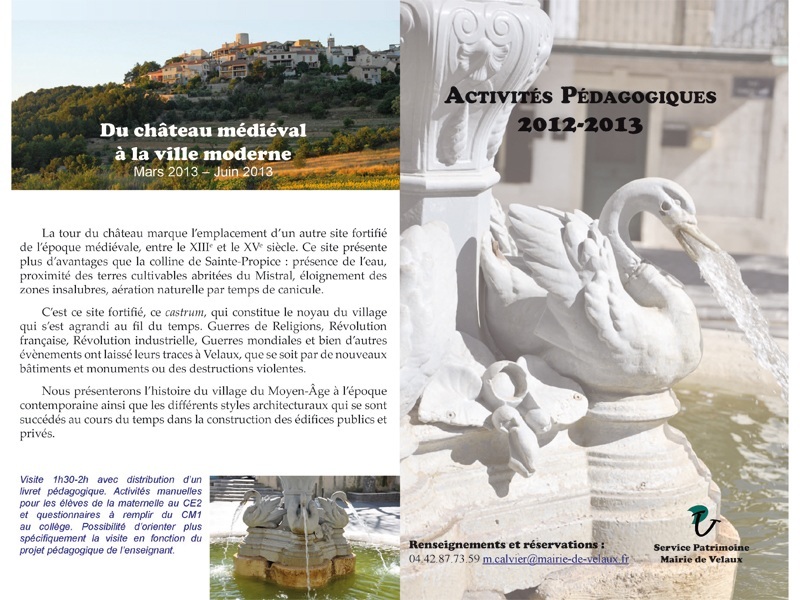 Du château médiéval
à la ville moderne
Mars 2013 – Juin 2013
La tour du château marque l’emplacement d’un autre site fortifié
de l’époque médiévale, entre le XIIIe et le XVe siècle. Ce site présente
plus d’avantages que la colline de Sainte-Propice : présence de l’eau,
proximité des terres cultivables abritées du Mistral, éloignement des
zones insalubres, aération naturelle par temps de canicule.
C’est ce site fortifié, ce castrum, qui constitue le noyau du village
qui s’est agrandi au fil du temps. Guerres de Religions, Révolution
française, Révolution industrielle, Guerres mondiales et bien d’autres
évènements ont laissé leurs traces à Velaux, que se soit par de nouveaux
bâtiments et monuments ou des destructions violentes.
Nous présenterons l’histoire du village du Moyen-Âge à l’époque
contemporaine ainsi que les différents styles architecturaux qui se sont
succédés au cours du temps dans la construction des édifices publics et
privés.
Visite 1h30-2h avec distribution d’un
livret pédagogique. Activités manuelles
pour les élèves de la maternelle au CE2
et questionnaires à remplir du CM1
au collège. Possibilité d’orienter plus
spécifiquement la visite en fonction du
projet pédagogique de l’enseignant.
Activités Pédagogiques
2012-2013
Renseignements et réservations :
04.42.87.73.59 m.calvier@mairie-de-velaux.fr
Service Patrimoine
Mairie de Velaux